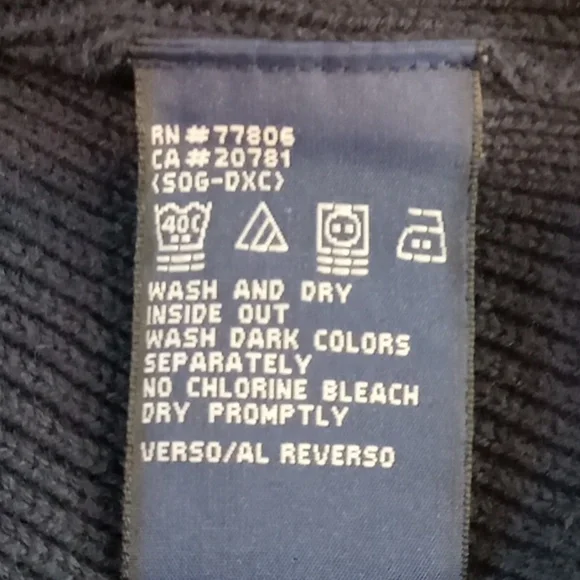 RN #77806
CA #20781
(SOG-DXC)
40C
WASH AND DRY
INSIDE OUT
WASH DARK COLORS
SEPARATELY
NO CHLORINE BLEACH
DRY PROMPTLY
VERSO/AL REVERSO